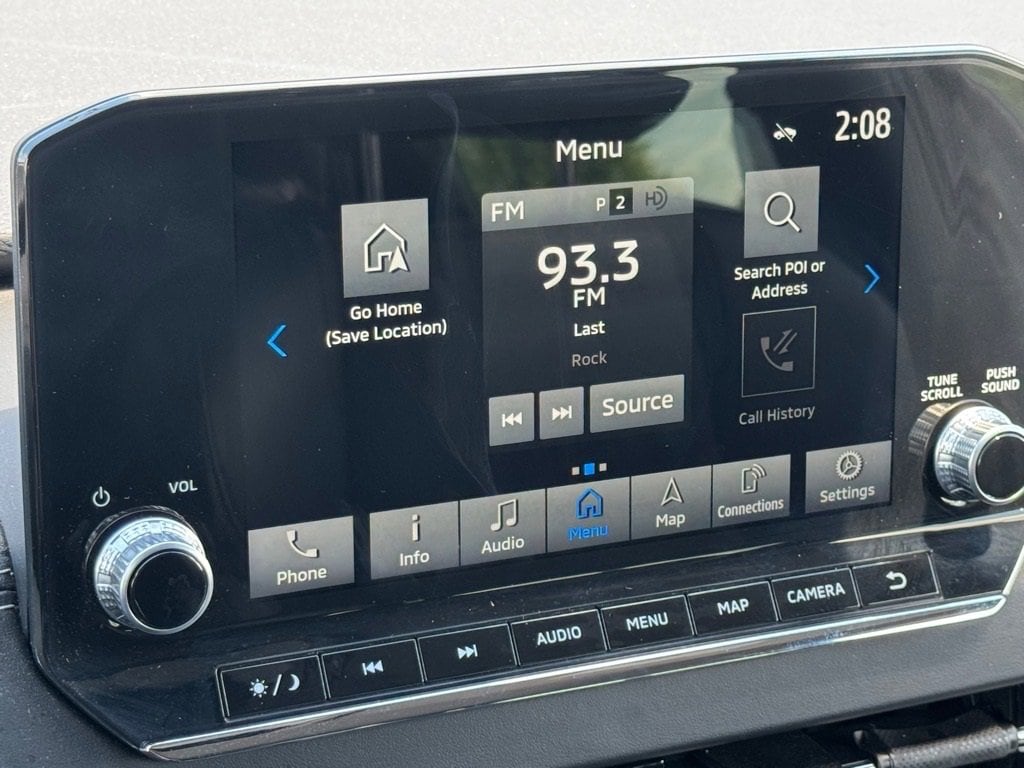 2:08
Menu
FM P 2 HD
93.3
FM
Last
Rock
Source
Go Home
(Save Location)
Search POI or
Address
Call History
TUNE
SCROLL
PUSH
SOUND
VOL
Phone
i
Info
Audio
Menu
Map
Connections
Settings
AUDIO
MENU
MAP
CAMERA